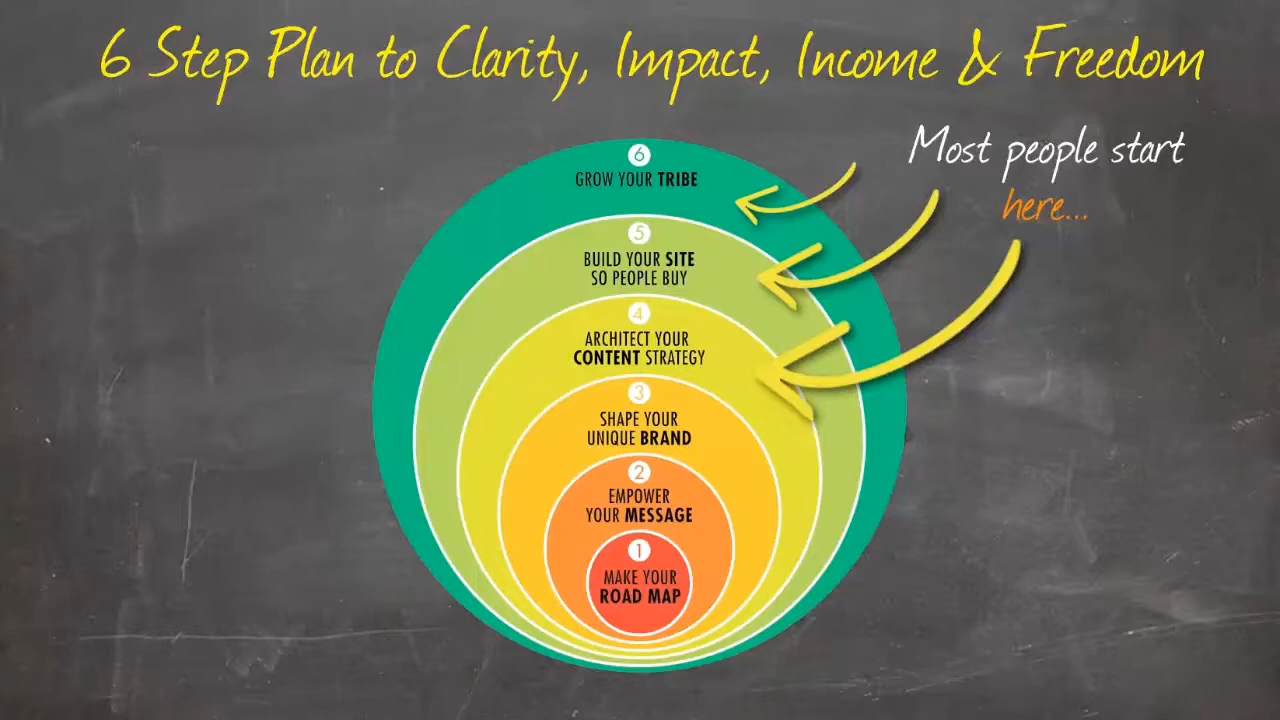 6 Step Plan to Clarity, Impact, Income & Freedom
Most people start
here...
6
GROW YOUR TRIBE
5
BUILD YOUR SITE
SO PEOPLE BUY
4
ARCHITECT YOUR
CONTENT STRATEGY
3
SHAPE YOUR
UNIQUE BRAND
2
EMPOWER
YOUR MESSAGE
1
MAKE YOUR
ROAD MAP